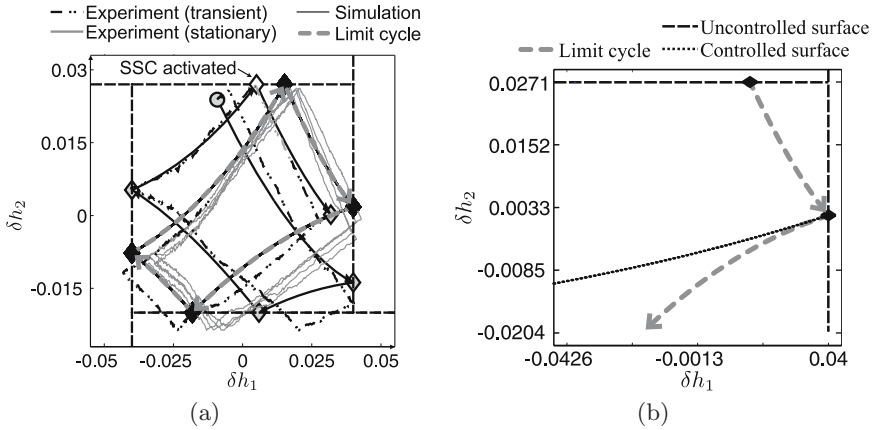 Experiment (transient)
Simulation
Experiment (stationary)
Limit cycle
SSC activated
0.03
0.015
0
-0.015
δh2
-0.05
-0.025
0
0.025
0.05
δh1
(a)
Uncontrolled surface
Limit cycle
Controlled surface
0.0271
0.0152
0.0033
-0.0085
-0.0204
δh2
-0.0426
-0.0013
0.04
δh1
(b)